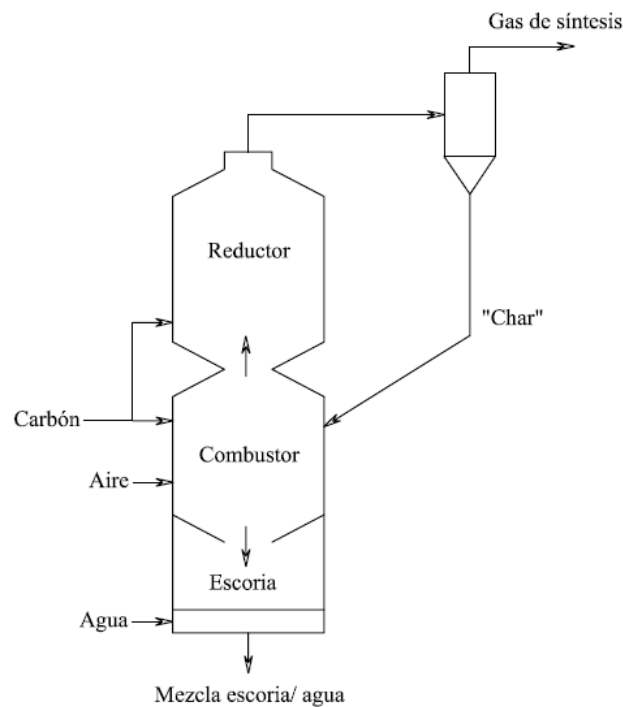 Gas de síntesis
Reductor
"Char"
Carbón
Combustor
Aire
Escoria
Agua
Mezcla escoria/ agua